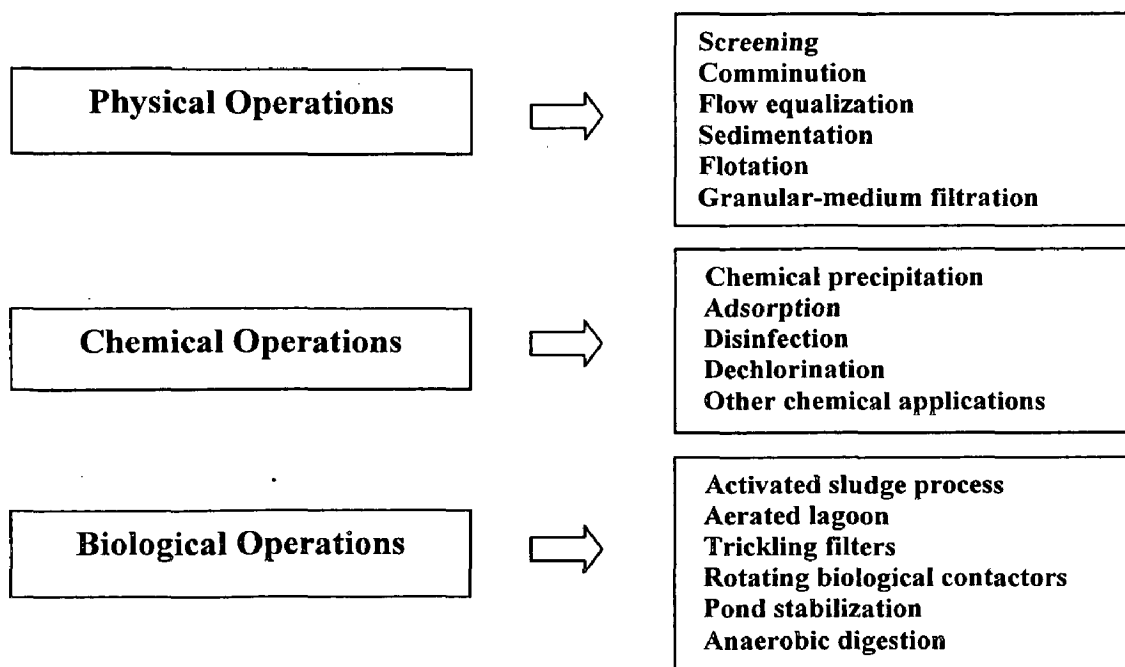 Physical Operations
Screening
Comminution
Flow equalization
Sedimentation
Flotation
Granular-medium filtration
Chemical Operations
Chemical precipitation
Adsorption
Disinfection
Dechlorination
Other chemical applications
Biological Operations
Activated sludge process
Aerated lagoon
Trickling filters
Rotating biological contactors
Pond stabilization
Anaerobic digestion